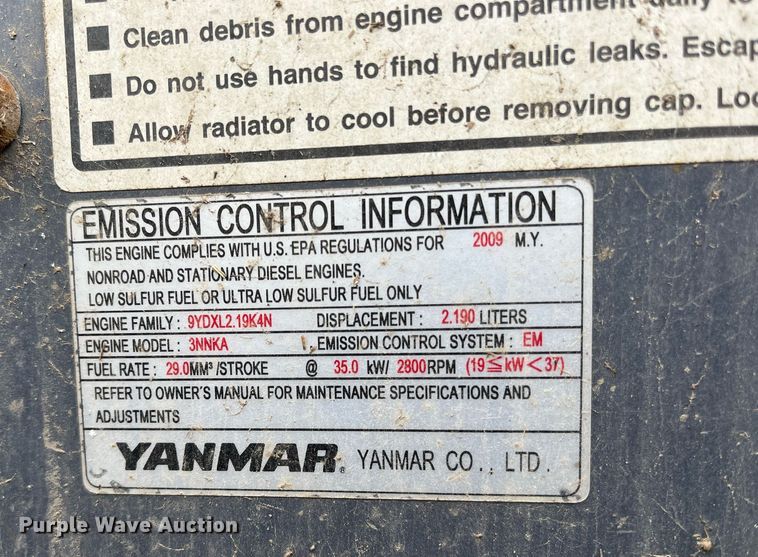 Clean debris from engine compartment daily to
Do not use hands to find hydraulic leaks. Escap
Allow radiator to cool before removing cap. Loo
EMISSION CONTROL INFORMATION
THIS ENGINE COMPLIES WITH U.S. EPA REGULATIONS FOR 2009 M.Y.
NONROAD AND STATIONARY DIESEL ENGINES.
LOW SULFUR FUEL OR ULTRA LOW SULFUR FUEL ONLY
ENGINE FAMILY : 9YDXL2.19K4N DISPLACEMENT : 2.190 LITERS
ENGINE MODEL : 3NNKA EMISSION CONTROL SYSTEM : EM
FUEL RATE : 29.0MM³ /STROKE @ 35.0 kW/ 2800RPM (19≦kW<37)
REFER TO OWNER'S MANUAL FOR MAINTENANCE SPECIFICATIONS AND
ADJUSTMENTS
YANMAR® YANMAR CO., LTD.
Purple Wave Auction